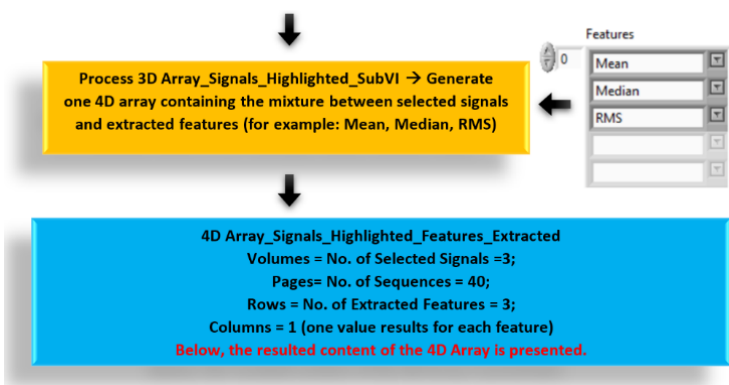 Features
0
Mean
Median
RMS
Process 3D Array_Signals_Highlighted_SubVI → Generate
one 4D array containing the mixture between selected signals
and extracted features (for example: Mean, Median, RMS)
4D Array_Signals_Highlighted_Features_Extracted
Volumes = No. of Selected Signals =3;
Pages= No. of Sequences = 40;
Rows = No. of Extracted Features = 3;
Columns = 1 (one value results for each feature)
Below, the resulted content of the 4D Array is presented.